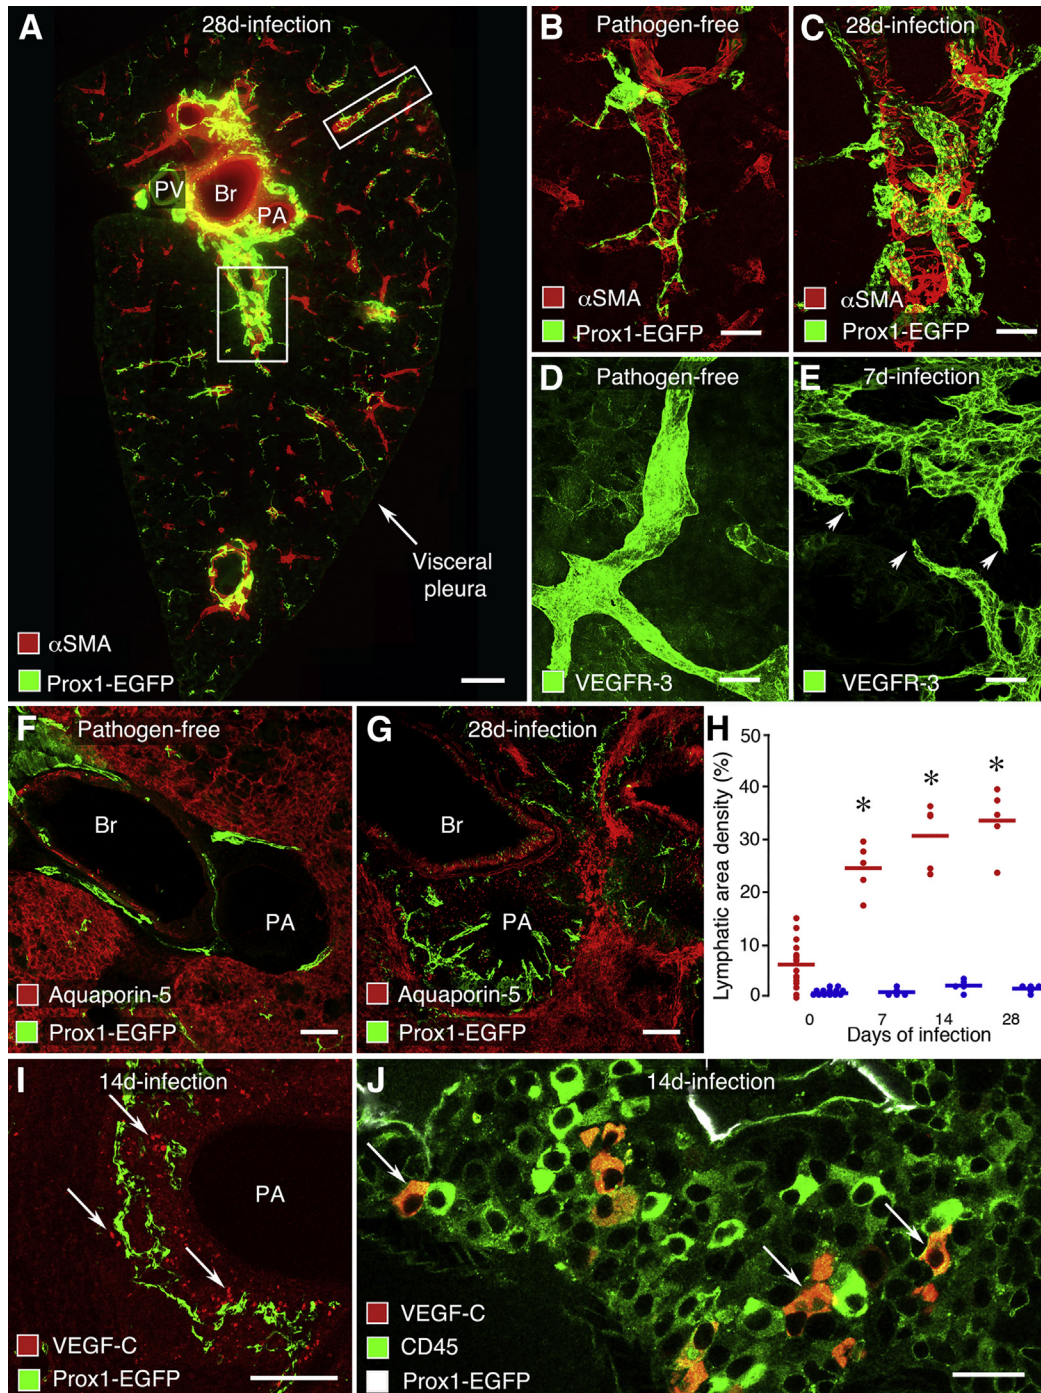 A
28d-infection
PV
Br
PA
Visceral
pleura
αSMA
Prox1-EGFP
B
Pathogen-free
αSMA
Prox1-EGFP
C
28d-infection
αSMA
Prox1-EGFP
D
Pathogen-free
VEGFR-3
E
7d-infection
VEGFR-3
F
Pathogen-free
Br
PA
Aquaporin-5
Prox1-EGFP
G
28d-infection
Br
PA
Aquaporin-5
Prox1-EGFP
H
Lymphatic area density (%)
50
40
30
20
10
0
* * *
0 7 14 28
Days of infection
I
14d-infection
PA
VEGF-C
Prox1-EGFP
J
14d-infection
VEGF-C
CD45
Prox1-EGFP